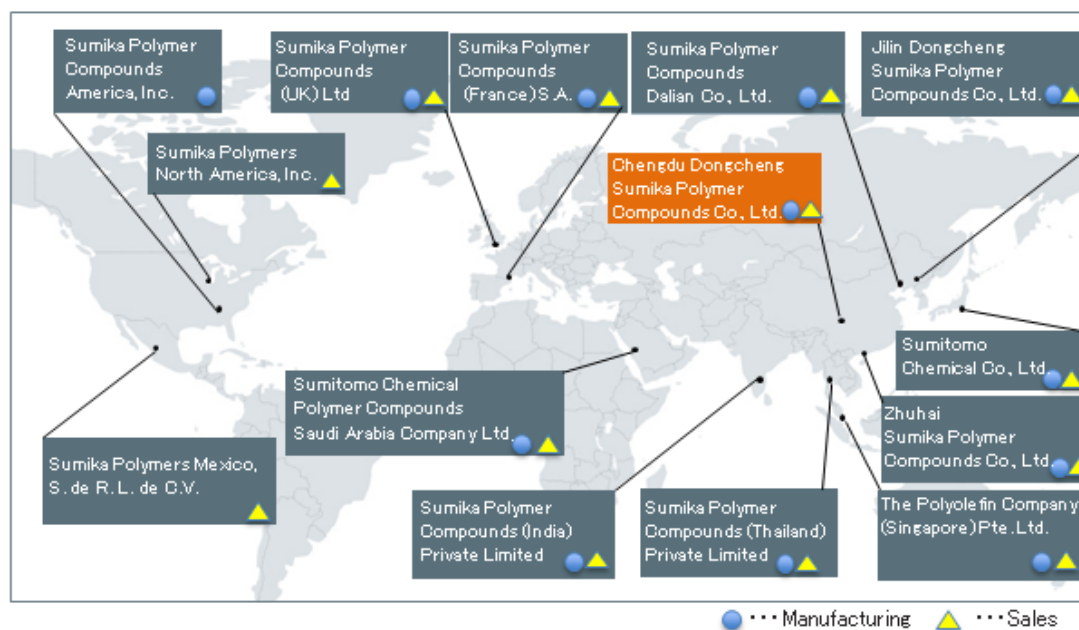 Sumika Polymer
Compounds
America, Inc.
Sumika Polymer
Compounds
(UK) Ltd
Sumika Polymer
Compounds
(France) S.A.
Sumika Polymer
Compounds
Dalian Co., Ltd.
Jilin Dongcheng
Sumika Polymer
Compounds Co., Ltd.
Sumika Polymers
North America, Inc.
Chengdu Dongcheng
Sumika Polymer
Compounds Co., Ltd.
Sumitomo
Chemical Co., Ltd.
Sumitomo Chemical
Polymer Compounds
Saudi Arabia Company Ltd.
Zhuhai
Sumika Polymer
Compounds Co., Ltd.
Sumika Polymers Mexico,
S. de R.L. de C.V.
Sumika Polymer
Compounds (India)
Private Limited
Sumika Polymer
Compounds (Thailand)
Private Limited
The Polyolefin Company
(Singapore) Pte.Ltd.
･･･Manufacturing ･･･Sales